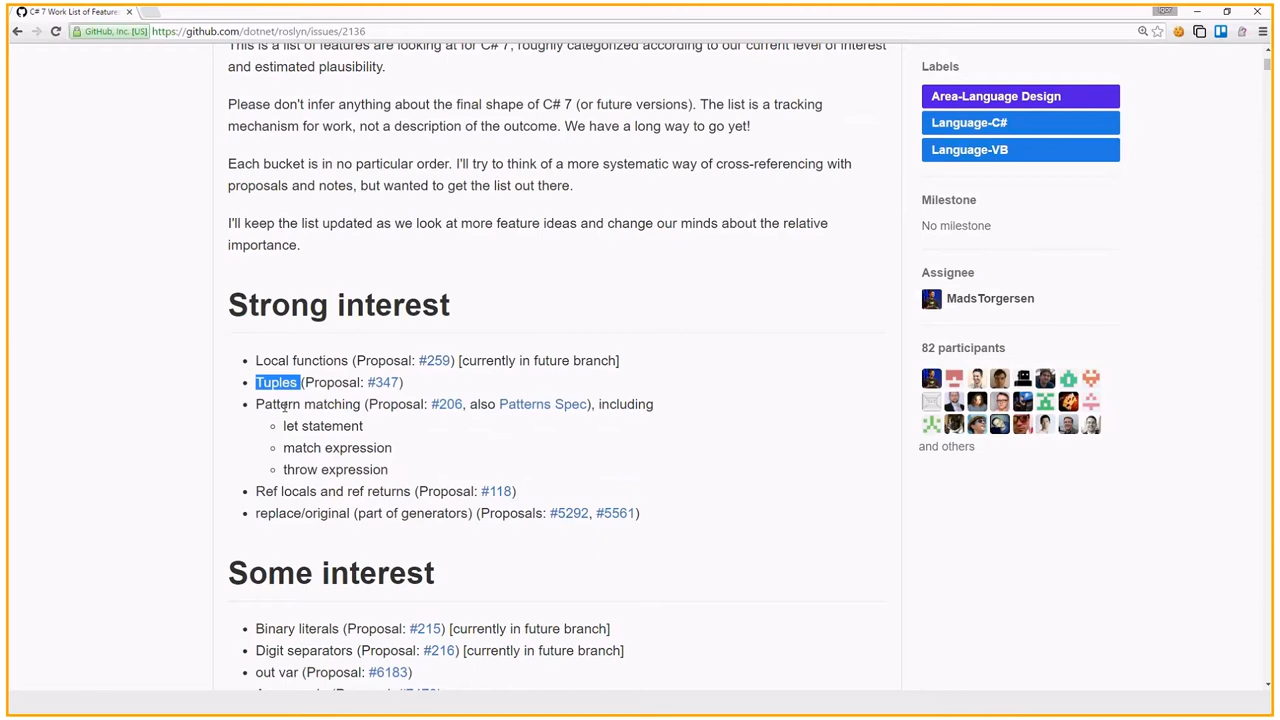 C# 7 Work List of Feature
GitHub, Inc. [US]
https://github.com/dotnet/roslyn/issues/2136
This is a list of features are looking at for C# 7, roughly categorized according to our current level of interest
and estimated plausibility.
Please don't infer anything about the final shape of C# 7 (or future versions). The list is a tracking
mechanism for work, not a description of the outcome. We have a long way to go yet!
Each bucket is in no particular order. I'll try to think of a more systematic way of cross-referencing with
proposals and notes, but wanted to get the list out there.
I'll keep the list updated as we look at more feature ideas and change our minds about the relative
importance.
Strong interest
Local functions (Proposal: #259) [currently in future branch]
Tuples (Proposal: #347)
Pattern matching (Proposal: #206, also Patterns Spec), including
let statement
match expression
throw expression
Ref locals and ref returns (Proposal: #118)
replace/original (part of generators) (Proposals: #5292, #5561)
Some interest
Binary literals (Proposal: #215) [currently in future branch]
Digit separators (Proposal: #216) [currently in future branch]
out var (Proposal: #6183)
Labels
Area-Language Design
Language-C#
Language-VB
Milestone
No milestone
Assignee
MadsTorgersen
82 participants
and others